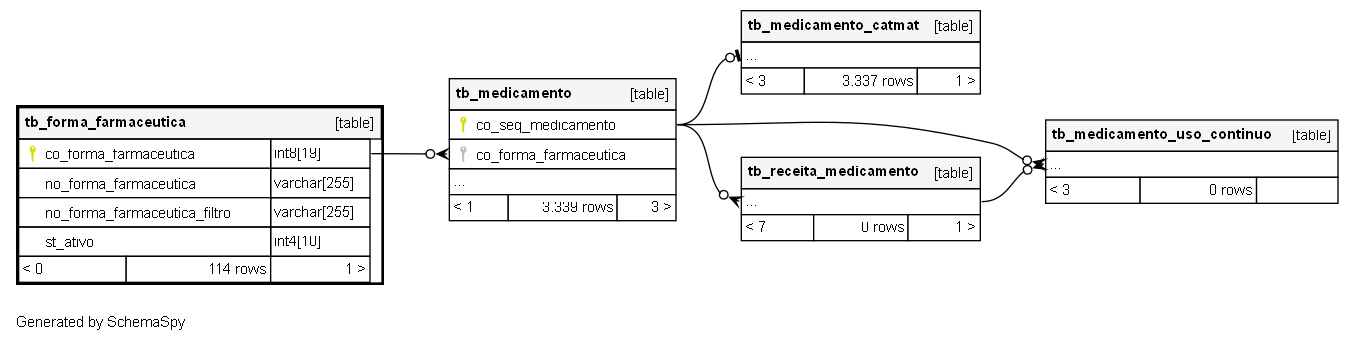 tb_medicamento_catmat [table]
...
< 3 3.337 rows 1 >
tb_medicamento [table]
co_seq_medicamento
co_forma_farmaceutica
...
< 1 3.339 rows 3 >
tb_forma_farmaceutica [table]
co_forma_farmaceutica int8[19]
no_forma_farmaceutica varchar[255]
no_forma_farmaceutica_filtro varchar[255]
st_ativo int4[10]
< 0 114 rows 1 >
tb_receita_medicamento [table]
...
< 7 0 rows 1 >
tb_medicamento_uso_continuo [table]
...
< 3 0 rows
Generated by SchemaSpy